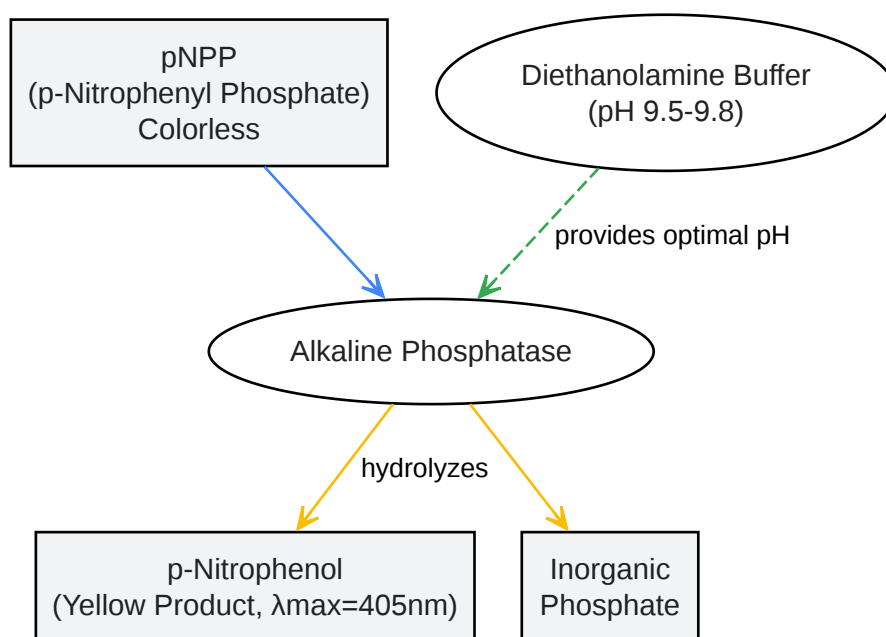 pNPP
(p-Nitrophenyl Phosphate)
Colorless
Diethanolamine Buffer
(pH 9.5-9.8)
provides optimal pH
Alkaline Phosphatase
hydrolyzes
p-Nitrophenol
(Yellow Product, λmax=405nm)
Inorganic
Phosphate